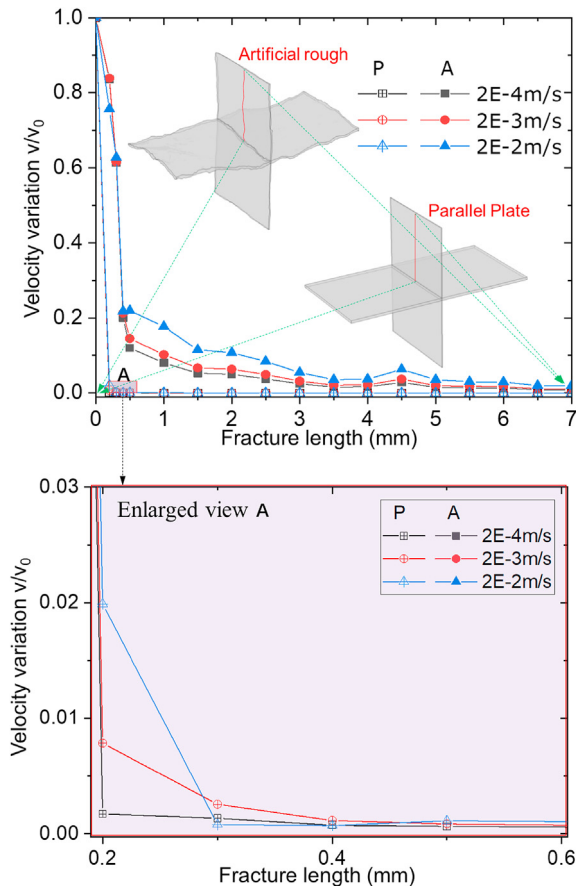 Velocity variation v/v₀
1.0
0.8
0.6
0.4
0.2
0.0
Artificial rough
P A
2E-4m/s
2E-3m/s
2E-2m/s
Parallel Plate
A
0 1 2 3 4 5 6 7
Fracture length (mm)
Enlarged view A
Velocity variation v/v₀
0.03
0.02
0.01
0.00
P A
2E-4m/s
2E-3m/s
2E-2m/s
0.2 0.4 0.6
Fracture length (mm)